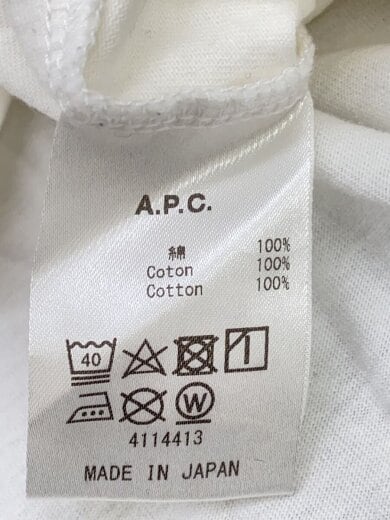 A.P.C.
綿 100%
Coton 100%
Cotton 100%
40
W
4114413
MADE IN JAPAN